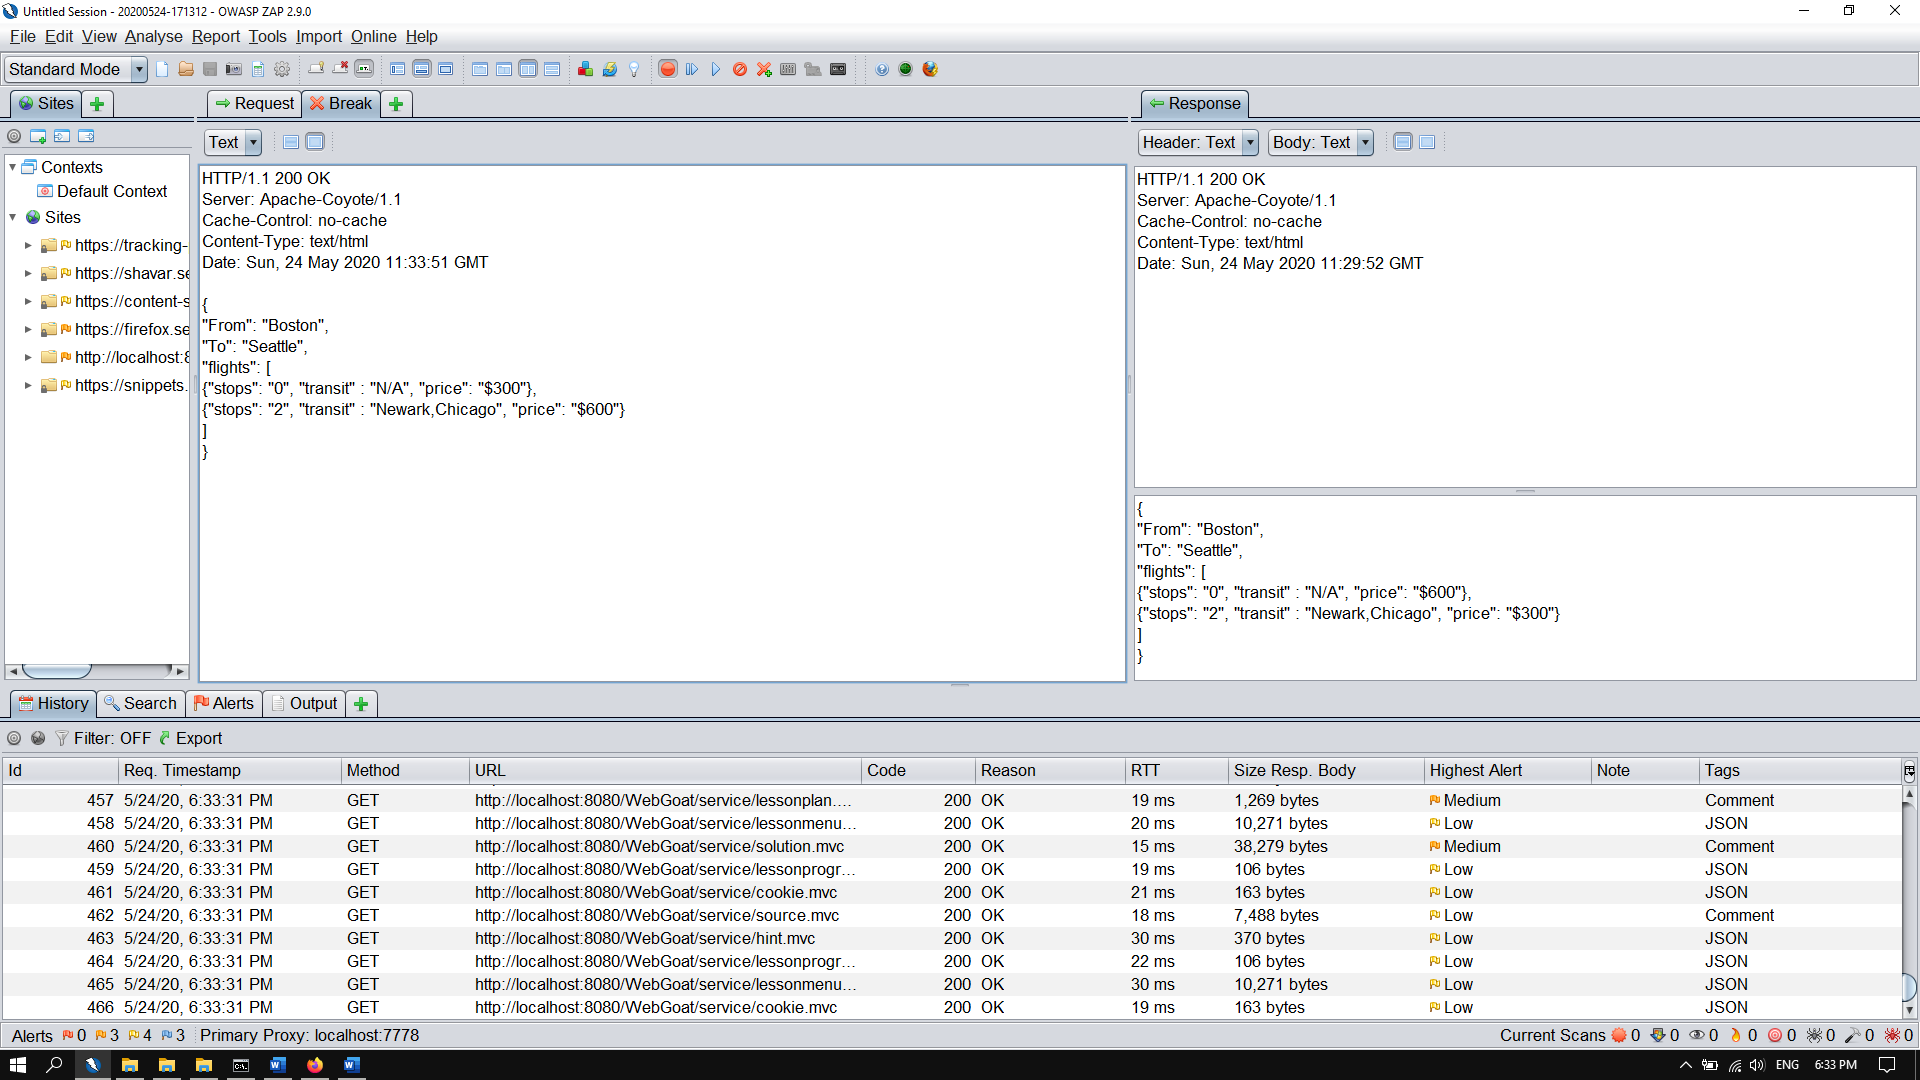 Untitled Session - 20200524-171312 - OWASP ZAP 2.9.0
File Edit View Analyse Report Tools Import Online Help
Standard Mode
Sites
Request
Break
Response
Text
Header: Text
Body: Text
Contexts
Default Context
Sites
https://tracking-
https://shavar.se
https://content-s
https://firefox.se
http://localhost:8
https://snippets.
HTTP/1.1 200 OK
Server: Apache-Coyote/1.1
Cache-Control: no-cache
Content-Type: text/html
Date: Sun, 24 May 2020 11:33:51 GMT
{
"From": "Boston",
"To": "Seattle",
"flights": [
{"stops": "0", "transit" : "N/A", "price": "$300"},
{"stops": "2", "transit" : "Newark,Chicago", "price": "$600"}
]
}
HTTP/1.1 200 OK
Server: Apache-Coyote/1.1
Cache-Control: no-cache
Content-Type: text/html
Date: Sun, 24 May 2020 11:29:52 GMT
{
"From": "Boston",
"To": "Seattle",
"flights": [
{"stops": "0", "transit" : "N/A", "price": "$600"},
{"stops": "2", "transit" : "Newark,Chicago", "price": "$300"}
]
}
History Search Alerts Output
Filter: OFF Export
Id Req. Timestamp Method URL Code Reason RTT Size Resp. Body Highest Alert Note Tags
457 5/24/20, 6:33:31 PM GET http://localhost:8080/WebGoat/service/lessonplan.... 200 OK 19 ms 1,269 bytes Medium Comment
458 5/24/20, 6:33:31 PM GET http://localhost:8080/WebGoat/service/lessonmenu... 200 OK 20 ms 10,271 bytes Low JSON
460 5/24/20, 6:33:31 PM GET http://localhost:8080/WebGoat/service/solution.mvc 200 OK 15 ms 38,279 bytes Medium Comment
459 5/24/20, 6:33:31 PM GET http://localhost:8080/WebGoat/service/lessonprogr... 200 OK 19 ms 106 bytes Low JSON
461 5/24/20, 6:33:31 PM GET http://localhost:8080/WebGoat/service/cookie.mvc 200 OK 21 ms 163 bytes Low JSON
462 5/24/20, 6:33:31 PM GET http://localhost:8080/WebGoat/service/source.mvc 200 OK 18 ms 7,488 bytes Low Comment
463 5/24/20, 6:33:31 PM GET http://localhost:8080/WebGoat/service/hint.mvc 200 OK 30 ms 370 bytes Low JSON
464 5/24/20, 6:33:31 PM GET http://localhost:8080/WebGoat/service/lessonprogr... 200 OK 22 ms 106 bytes Low JSON
465 5/24/20, 6:33:31 PM GET http://localhost:8080/WebGoat/service/lessonmenu... 200 OK 30 ms 10,271 bytes Low JSON
466 5/24/20, 6:33:31 PM GET http://localhost:8080/WebGoat/service/cookie.mvc 200 OK 19 ms 163 bytes Low JSON
Alerts 0 3 4 3 Primary Proxy: localhost:7778 Current Scans 0 0 0 0 0 0 0 0
ENG 6:33 PM